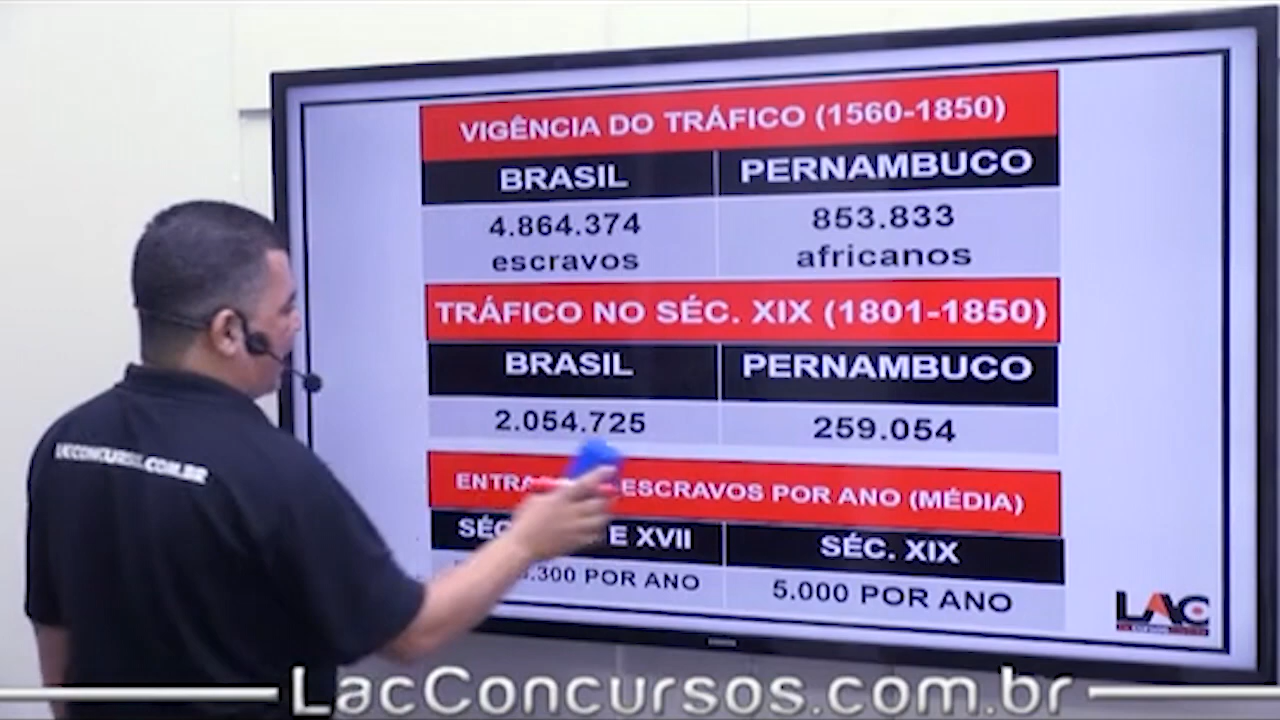 VIGÊNCIA DO TRÁFICO (1560-1850)
BRASIL PERNAMBUCO
4.864.374 853.833
escravos africanos
TRÁFICO NO SÉC. XIX (1801-1850)
BRASIL PERNAMBUCO
2.054.725 259.054
ESCRAVOS POR ANO (MÉDIA)
E XVII SÉC. XIX
.300 POR ANO 5.000 POR ANO
LACCONCURSOS.COM.BR
LAC
LacConcursos.com.br